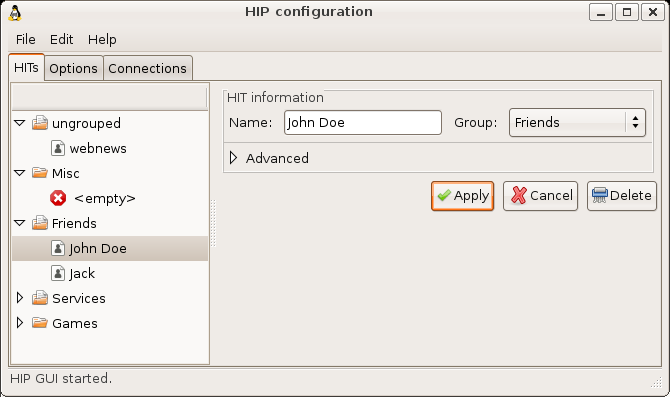 HIP configuration
File Edit Help
HITs Options Connections
ungrouped
webnews
Misc
<empty>
Friends
John Doe
Jack
Services
Games
HIT information
Name: John Doe Group: Friends
Advanced
Apply Cancel Delete
HIP GUI started.